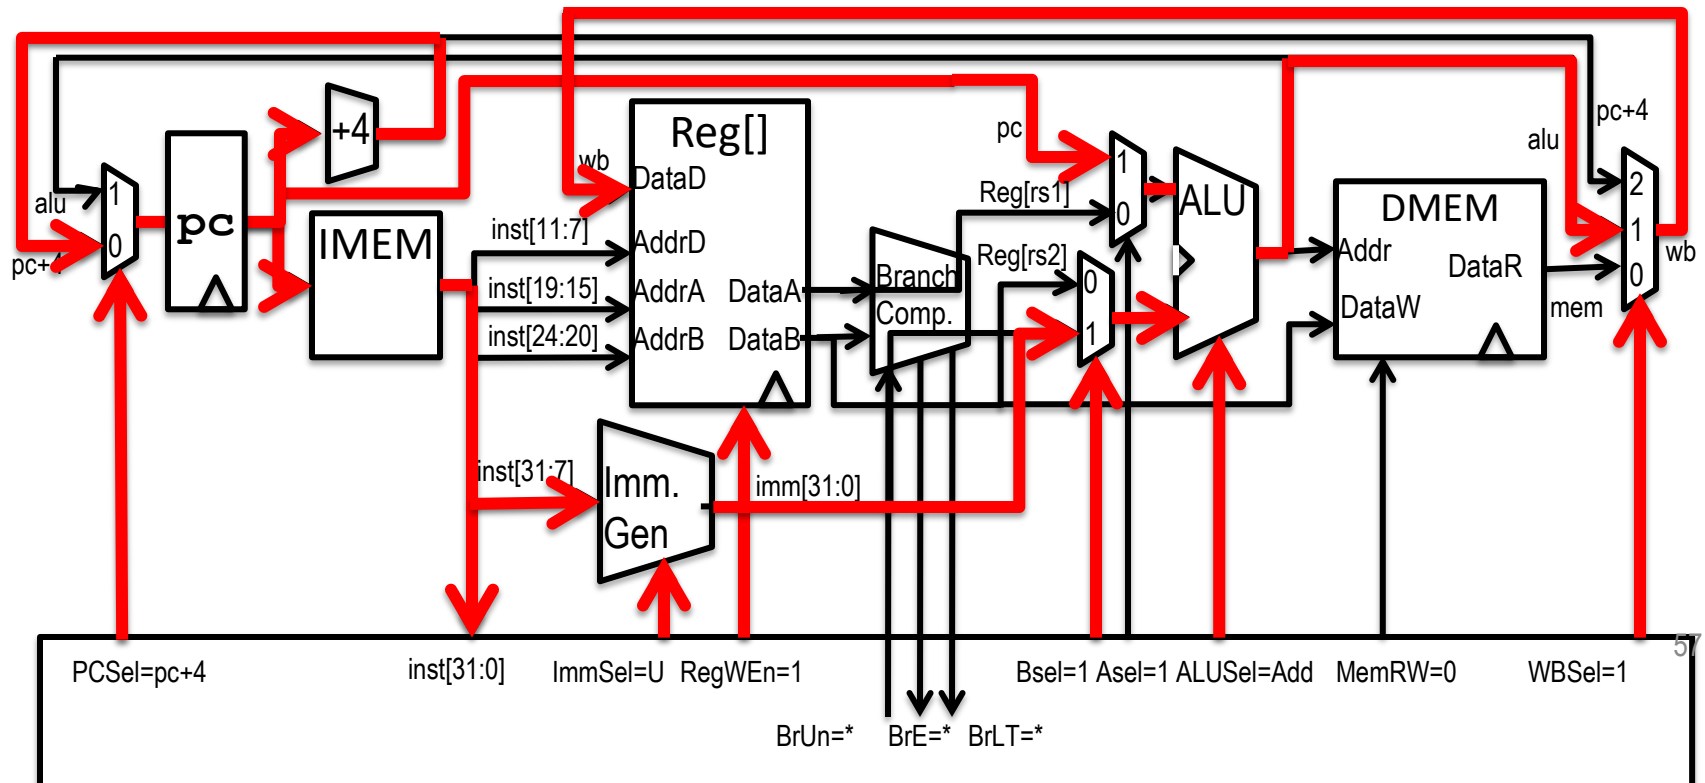 pc+4
+4
Reg[]
pc
alu
wb
DataD
1
alu
2
Reg[rs1]
ALU
DMEM
1
pc
IMEM
inst[11:7]
AddrD
0
1
0
pc+4
Reg[rs2]
Addr
DataR
wb
inst[19:15]
AddrA
DataA
Branch
Comp.
0
0
mem
inst[24:20]
AddrB
DataB
1
DataW
inst[31:7]
Imm.
Gen
imm[31:0]
57
PCSel=pc+4
inst[31:0]
ImmSel=U
RegWEn=1
Bsel=1
Asel=1
ALUSel=Add
MemRW=0
WBSel=1
BrUn=*
BrE=*
BrLT=*